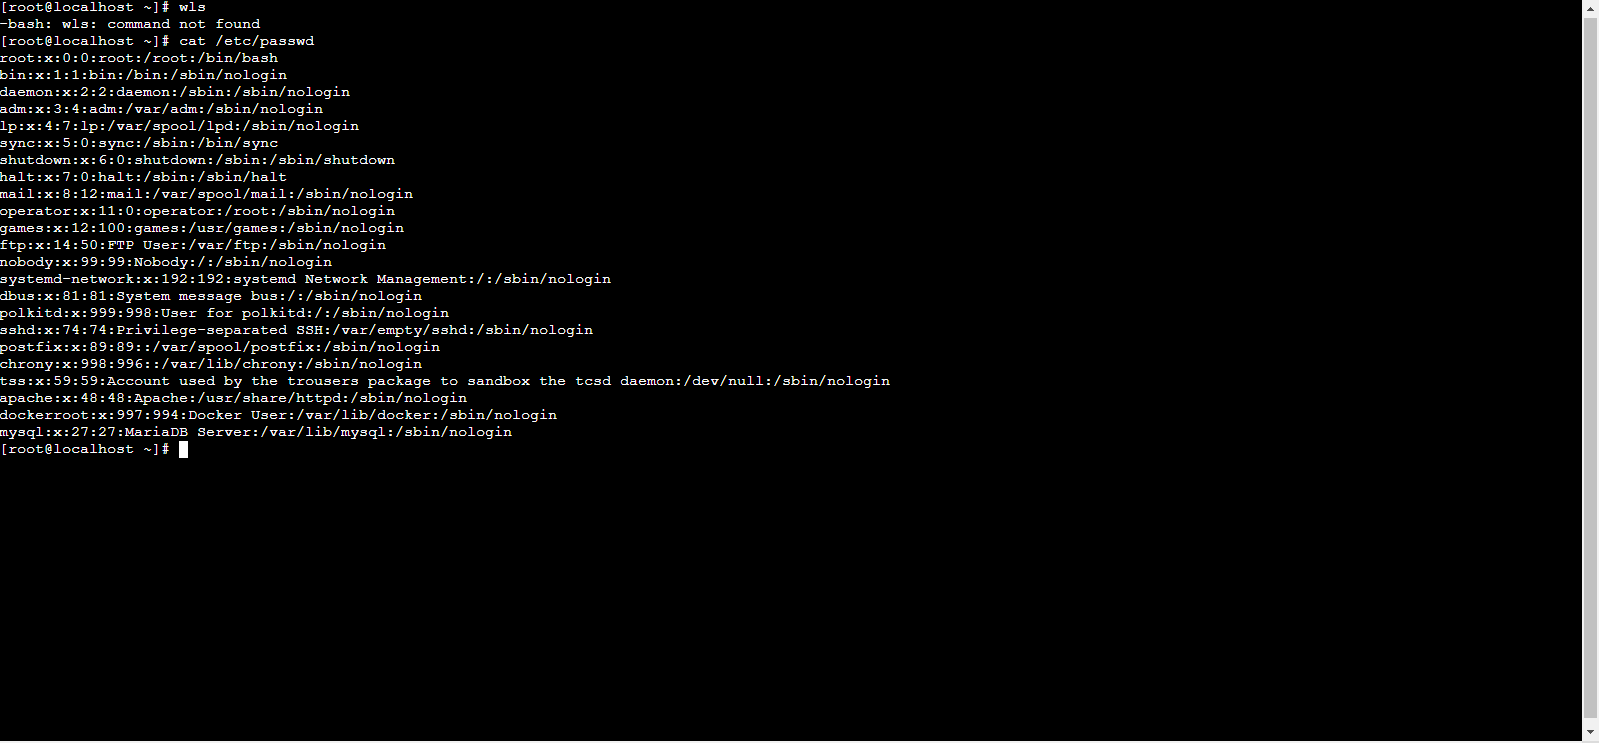 [root@localhost ~]# wls
-bash: wls: command not found
[root@localhost ~]# cat /etc/passwd
root:x:0:0:root:/root:/bin/bash
bin:x:1:1:bin:/bin:/sbin/nologin
daemon:x:2:2:daemon:/sbin:/sbin/nologin
adm:x:3:4:adm:/var/adm:/sbin/nologin
lp:x:4:7:lp:/var/spool/lpd:/sbin/nologin
sync:x:5:0:sync:/sbin:/bin/sync
shutdown:x:6:0:shutdown:/sbin:/sbin/shutdown
halt:x:7:0:halt:/sbin:/sbin/halt
mail:x:8:12:mail:/var/spool/mail:/sbin/nologin
operator:x:11:0:operator:/root:/sbin/nologin
games:x:12:100:games:/usr/games:/sbin/nologin
ftp:x:14:50:FTP User:/var/ftp:/sbin/nologin
nobody:x:99:99:Nobody:/:/sbin/nologin
systemd-network:x:192:192:systemd Network Management:/:/sbin/nologin
dbus:x:81:81:System message bus:/:/sbin/nologin
polkitd:x:999:998:User for polkitd:/:/sbin/nologin
sshd:x:74:74:Privilege-separated SSH:/var/empty/sshd:/sbin/nologin
postfix:x:89:89::/var/spool/postfix:/sbin/nologin
chrony:x:998:996::/var/lib/chrony:/sbin/nologin
tss:x:59:59:Account used by the trousers package to sandbox the tcsd daemon:/dev/null:/sbin/nologin
apache:x:48:48:Apache:/usr/share/httpd:/sbin/nologin
dockerroot:x:997:994:Docker User:/var/lib/docker:/sbin/nologin
mysql:x:27:27:MariaDB Server:/var/lib/mysql:/sbin/nologin
[root@localhost ~]#